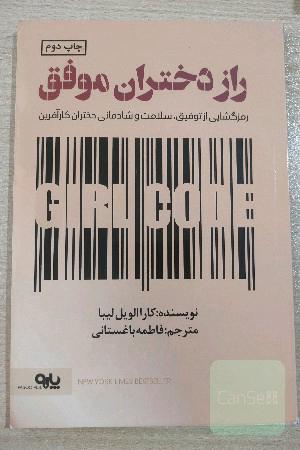 چاپ دوم
راز دختران موفق
رمزگشایی از توفیق، سلامت و شادمانی دختران کارآفرین
GIRL CODE
نویسنده: کارا الویل لیبا
مترجم: فاطمه باغستانی
NEW YORK TIMES BESTSELLER
CanSell